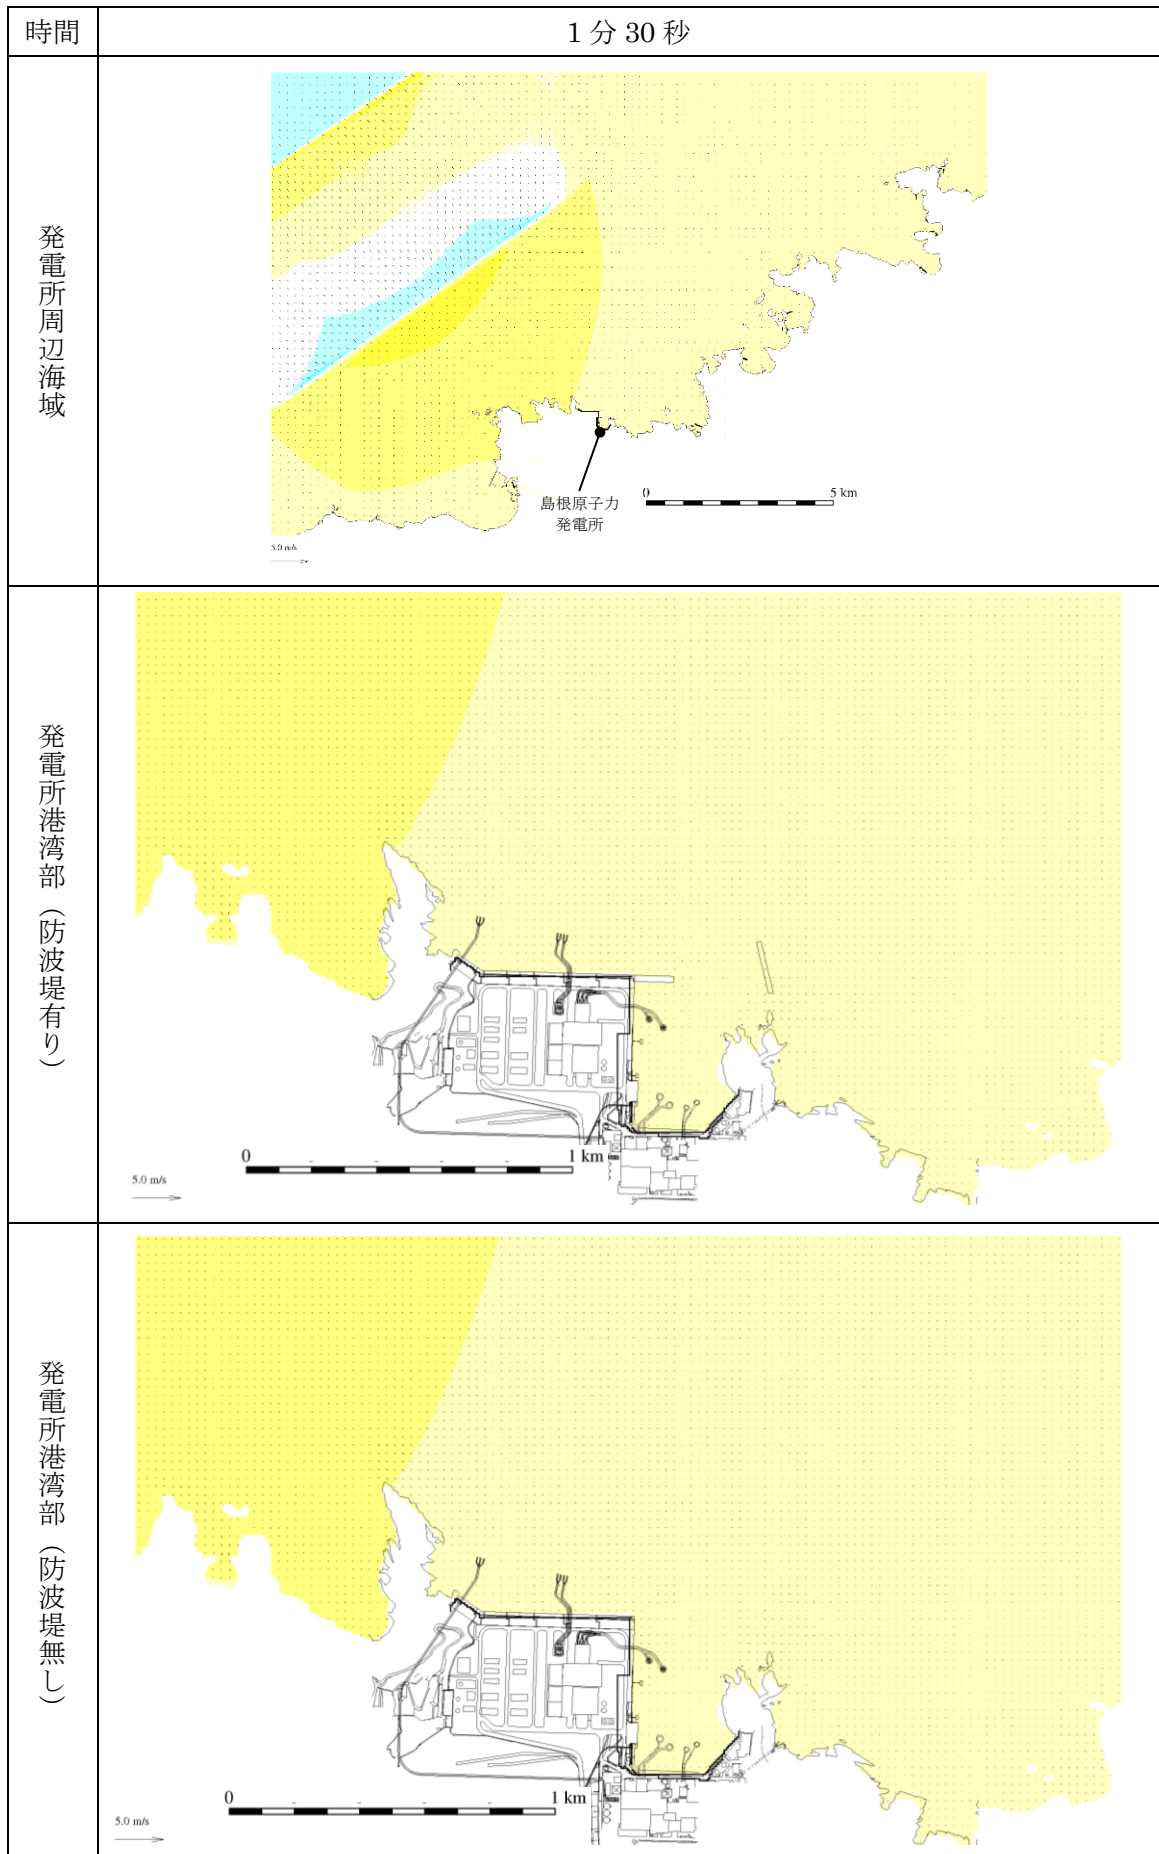 時間
1分30秒
発電所周辺海域
島根原子力
発電所
0 5 km
5.0 m/s
発電所港湾部（防波堤有り）
0 1 km
5.0 m/s
発電所港湾部（防波堤無し）
0 1 km
5.0 m/s